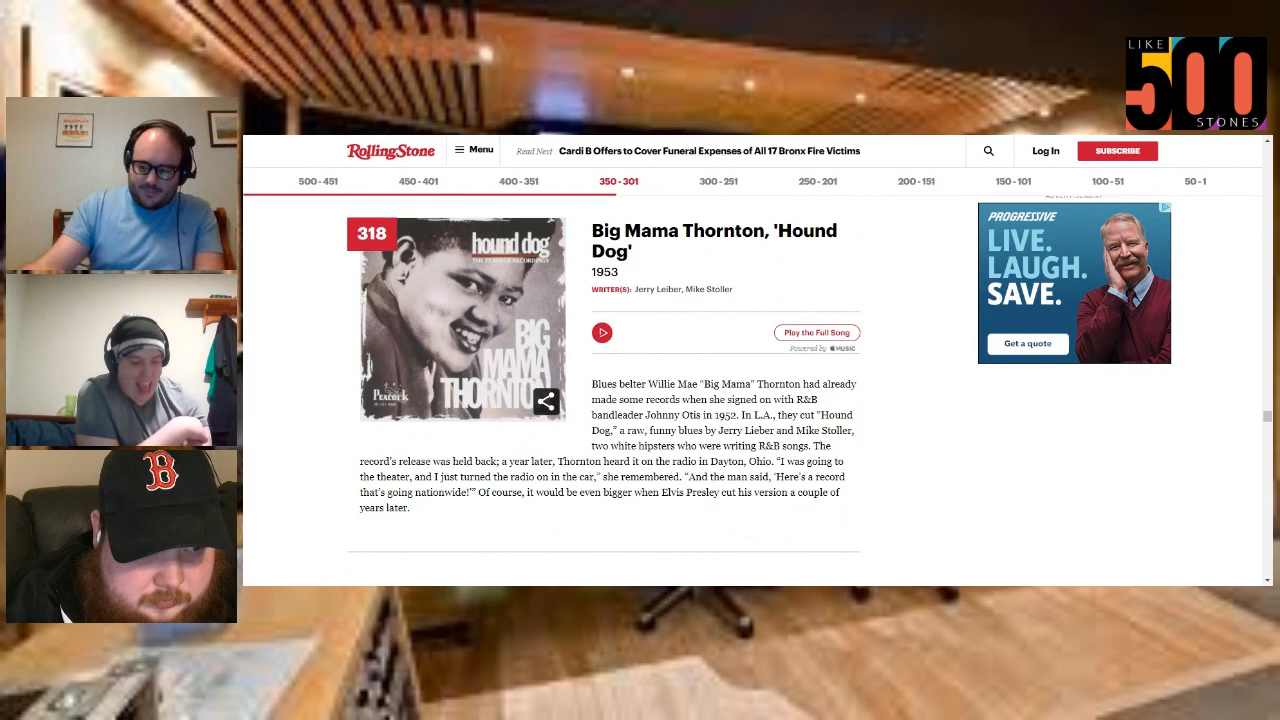 LIKE
500
STONES
RollingStone
Menu
Read Next Cardi B Offers to Cover Funeral Expenses of All 17 Bronx Fire Victims
Log In
SUBSCRIBE
500 - 451
450 - 401
400 - 351
350 - 301
300 - 251
250 - 201
200 - 151
150 - 101
100 - 51
50 - 1
ADVERTISEMENT
318
hound dog
THE PEACOCK RECORDINGS
BIG
MAMA
THORNTON
PEACOCK
Big Mama Thornton, 'Hound
Dog'
1953
WRITER(S): Jerry Leiber, Mike Stoller
Play the Full Song
Powered by MUSIC
Blues belter Willie Mae “Big Mama” Thornton had already
made some records when she signed on with R&B
bandleader Johnny Otis in 1952. In L.A., they cut “Hound
Dog,” a raw, funny blues by Jerry Lieber and Mike Stoller,
two white hipsters who were writing R&B songs. The
record’s release was held back; a year later, Thornton heard it on the radio in Dayton, Ohio. “I was going to
the theater, and I just turned the radio on in the car,” she remembered. “And the man said, ‘Here’s a record
that’s going nationwide!’” Of course, it would be even bigger when Elvis Presley cut his version a couple of
years later.
PROGRESSIVE
LIVE.
LAUGH.
SAVE.
Get a quote
B